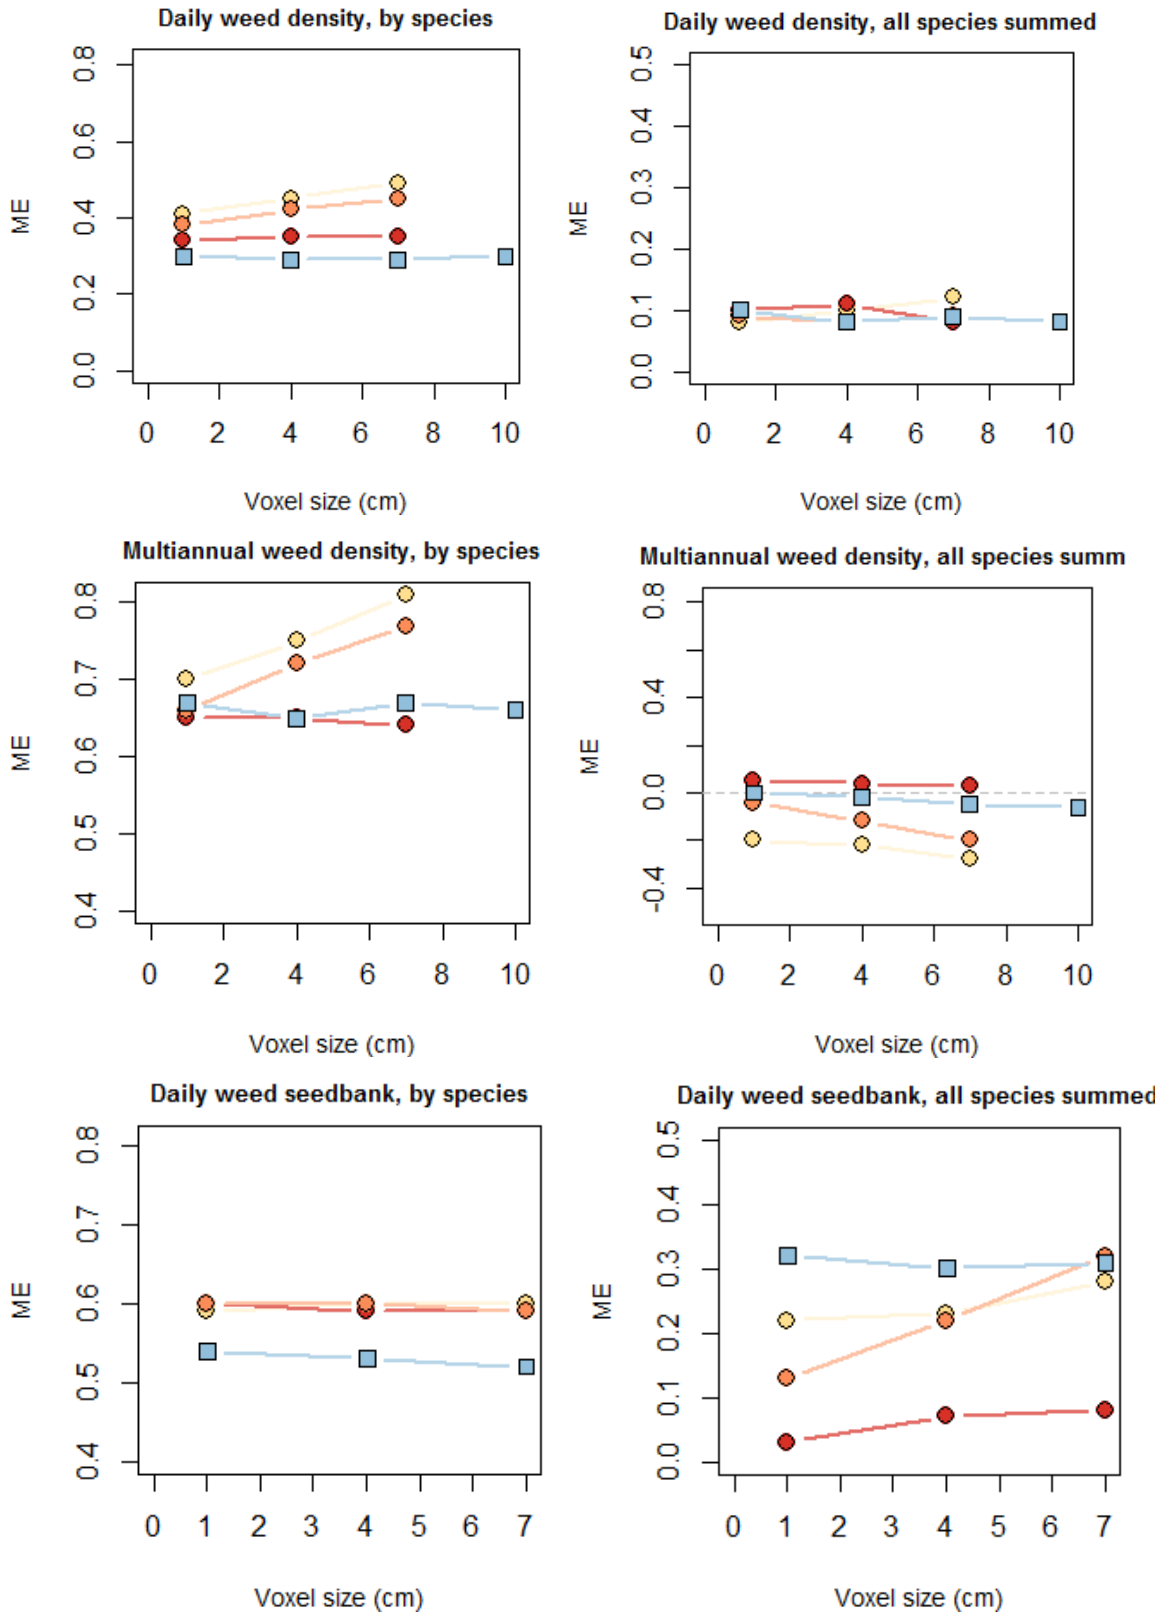 Daily weed density, by species
0.8
0.6
0.4
0.2
0.0
ME
0 2 4 6 8 10
Voxel size (cm)
Daily weed density, all species summed
0.5
0.4
0.3
0.2
0.1
0.0
ME
0 2 4 6 8 10
Voxel size (cm)
Multiannual weed density, by species
0.8
0.7
0.6
0.5
0.4
ME
0 2 4 6 8 10
Voxel size (cm)
Multiannual weed density, all species summ
0.8
0.4
0.0
-0.4
ME
0 2 4 6 8 10
Voxel size (cm)
Daily weed seedbank, by species
0.8
0.7
0.6
0.5
0.4
ME
0 1 2 3 4 5 6 7
Voxel size (cm)
Daily weed seedbank, all species summed
0.5
0.4
0.3
0.2
0.1
0.0
ME
0 1 2 3 4 5 6 7
Voxel size (cm)